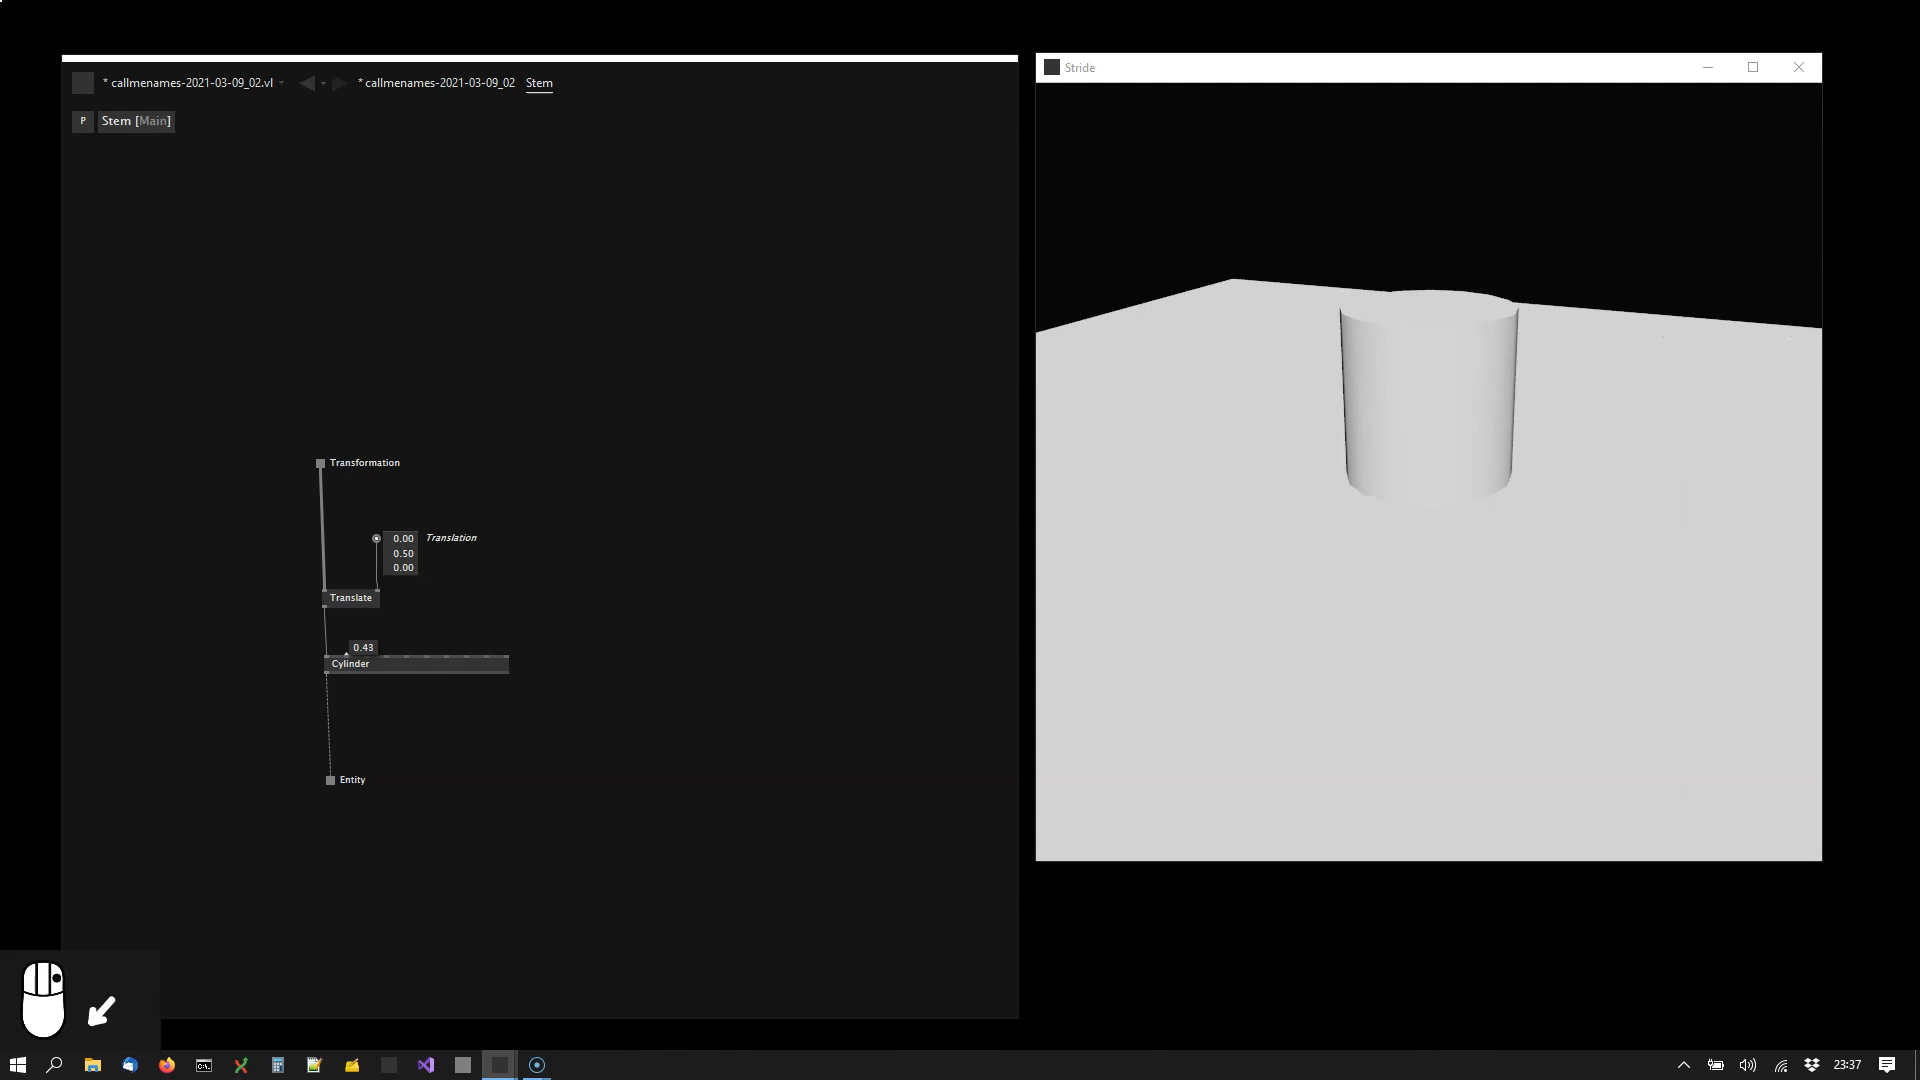 * callmenames-2021-03-09_02.vl
* callmenames-2021-03-09_02
Stem
P
Stem [Main]
Transformation
0.00
0.50
0.00
Translation
Translate
0.43
Cylinder
Entity
Stride
23:37